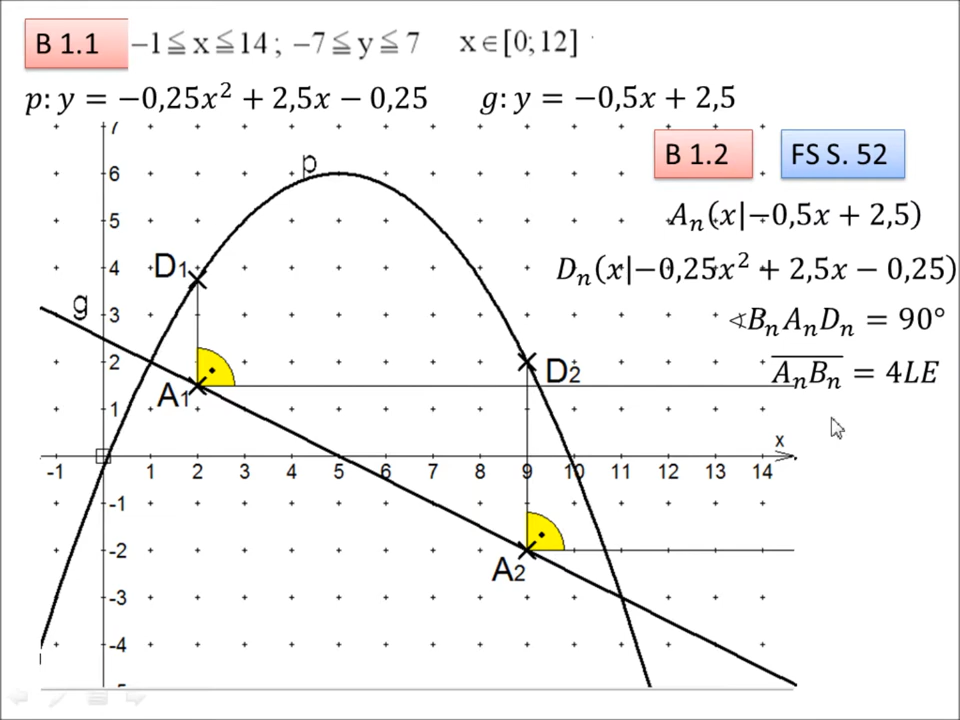 B 1.1 −1 ≦ x ≦ 14 ; −7 ≦ y ≦ 7 x ∈ [0; 12]
p: y = −0,25x² + 2,5x − 0,25 g: y = −0,5x + 2,5
B 1.2 FS S. 52
Aₙ(x|−0,5x + 2,5)
Dₙ(x|−0,25x² + 2,5x − 0,25)
∢BₙAₙDₙ = 90°
A̅ₙB̅ₙ = 4LE
7
p
6
5
D1 4
g 3
2
D2
A1 1
x
-1 1 2 3 4 5 6 7 8 9 10 11 12 13 14
-1
-2
A2
-3
-4